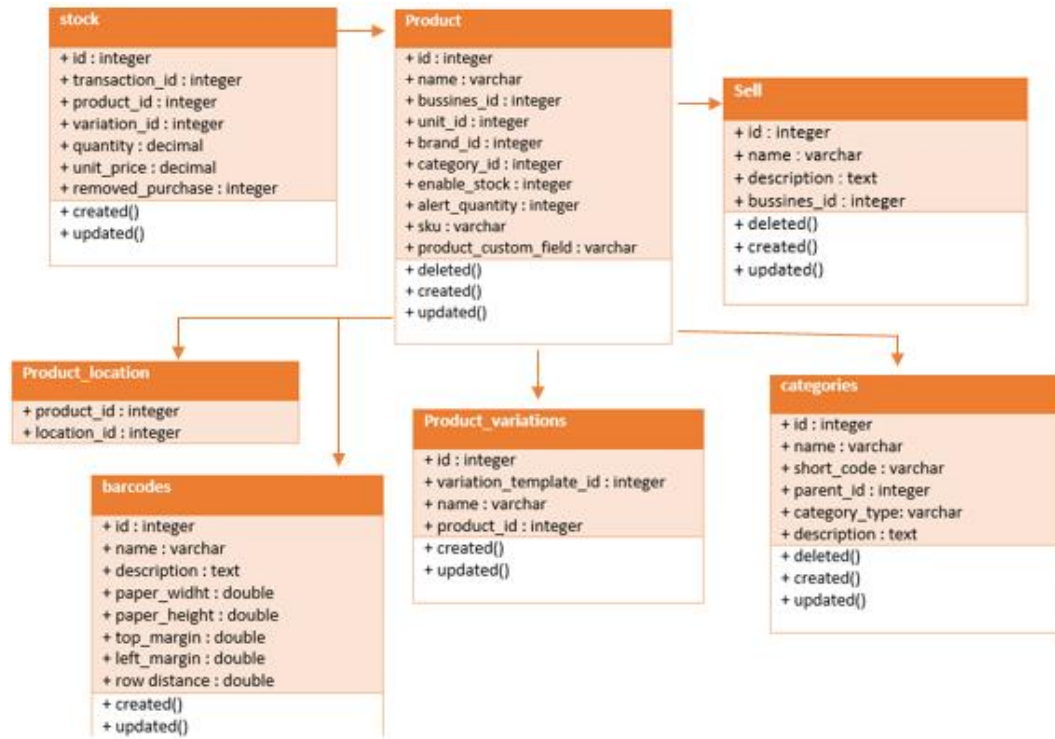 stock
+ id : integer
+ transaction_id : integer
+ product_id : integer
+ variation_id : integer
+ quantity : decimal
+ unit_price : decimal
+ removed_purchase : integer
+ created()
+ updated()
Product
+ id : integer
+ name : varchar
+ bussines_id : integer
+ unit_id : integer
+ brand_id : integer
+ category_id : integer
+ enable_stock : integer
+ alert_quantity : integer
+ sku : varchar
+ product_custom_field : varchar
+ deleted()
+ created()
+ updated()
Sell
+ id : integer
+ name : varchar
+ description : text
+ bussines_id : integer
+ deleted()
+ created()
+ updated()
Product_location
+ product_id : integer
+ location_id : integer
barcodes
+ id : integer
+ name : varchar
+ description : text
+ paper_widht : double
+ paper_height : double
+ top_margin : double
+ left_margin : double
+ row distance : double
+ created()
+ updated()
Product_variations
+ id : integer
+ variation_template_id : integer
+ name : varchar
+ product_id : integer
+ created()
+ updated()
categories
+ id : integer
+ name : varchar
+ short_code : varchar
+ parent_id : integer
+ category_type: varchar
+ description : text
+ deleted()
+ created()
+ updated()